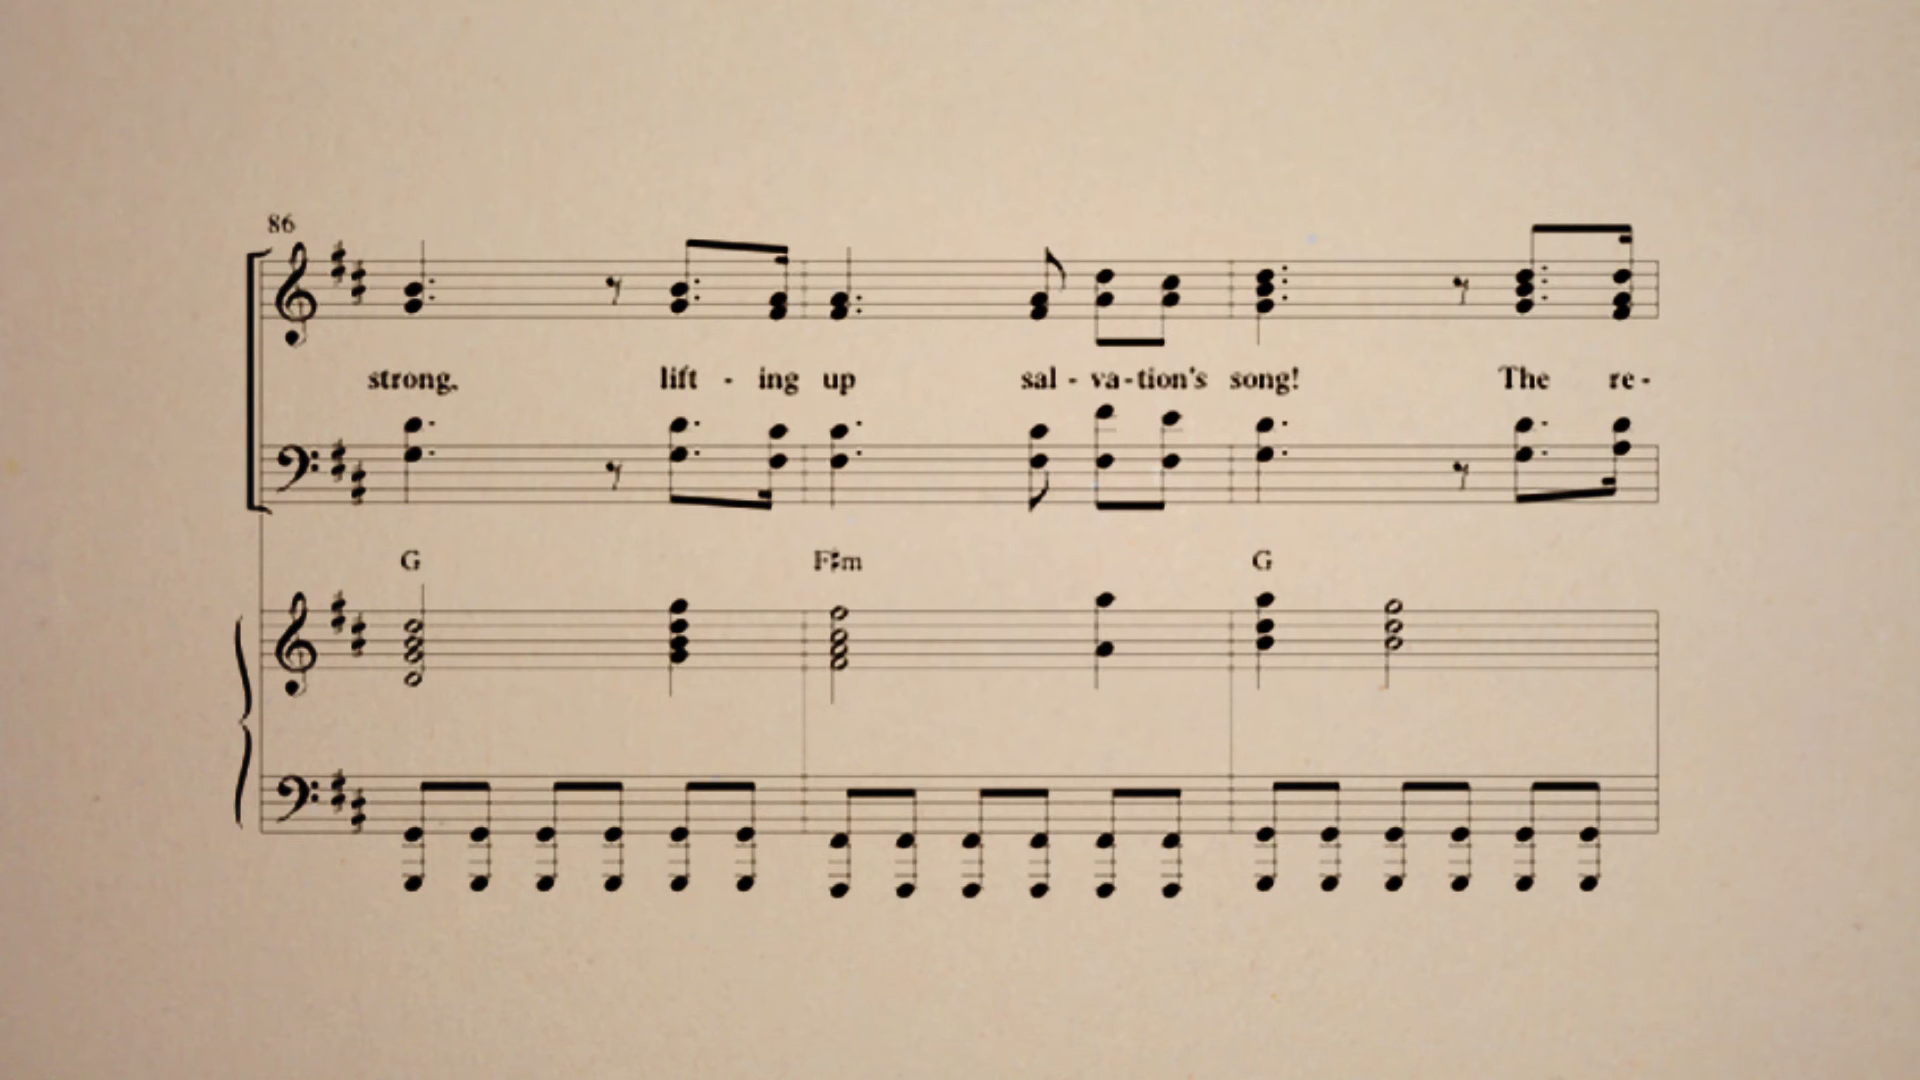 86
strong, lift - ing up sal - va - tion's song! The re -
G F♯m G